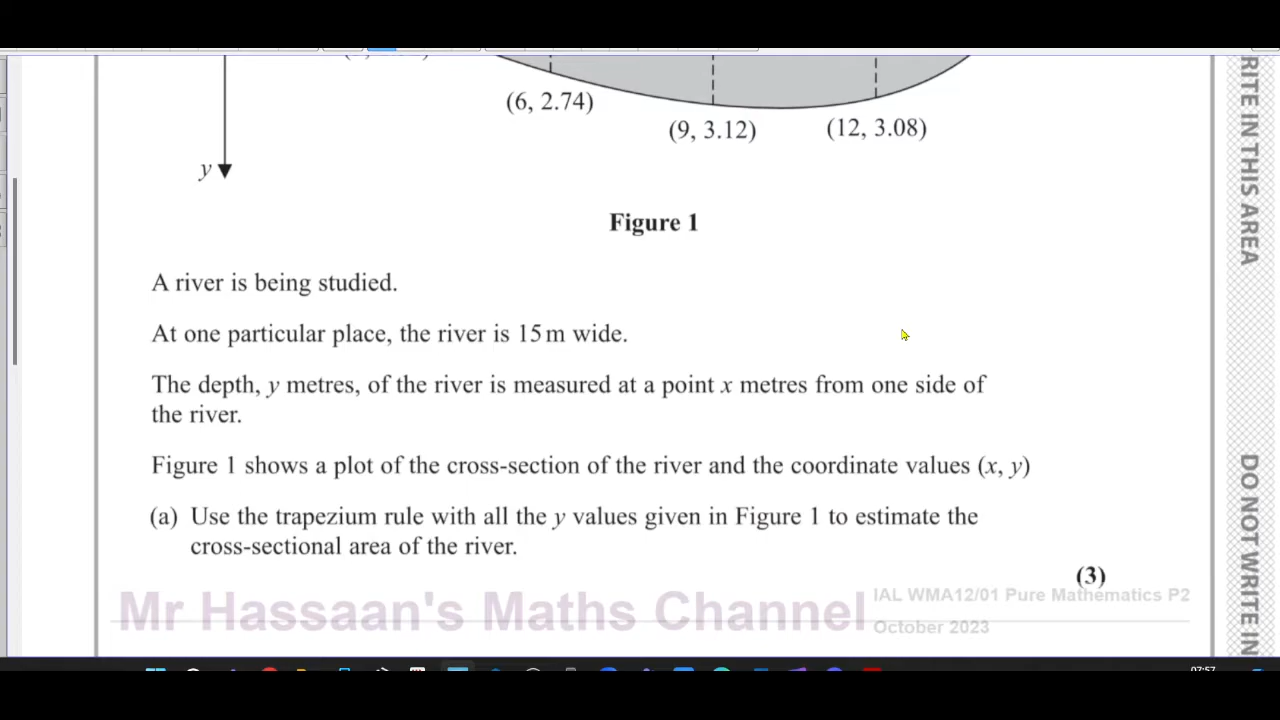 (6, 2.74)
(9, 3.12)
(12, 3.08)
y
Figure 1
A river is being studied.
At one particular place, the river is 15 m wide.
The depth, y metres, of the river is measured at a point x metres from one side of
the river.
Figure 1 shows a plot of the cross-section of the river and the coordinate values (x, y)
(a) Use the trapezium rule with all the y values given in Figure 1 to estimate the
cross-sectional area of the river.
(3)
Mr Hassaan's Maths Channel
IAL WMA12/01 Pure Mathematics P2
October 2023
RITE IN THIS AREA
DO NOT WRITE IN
07:57